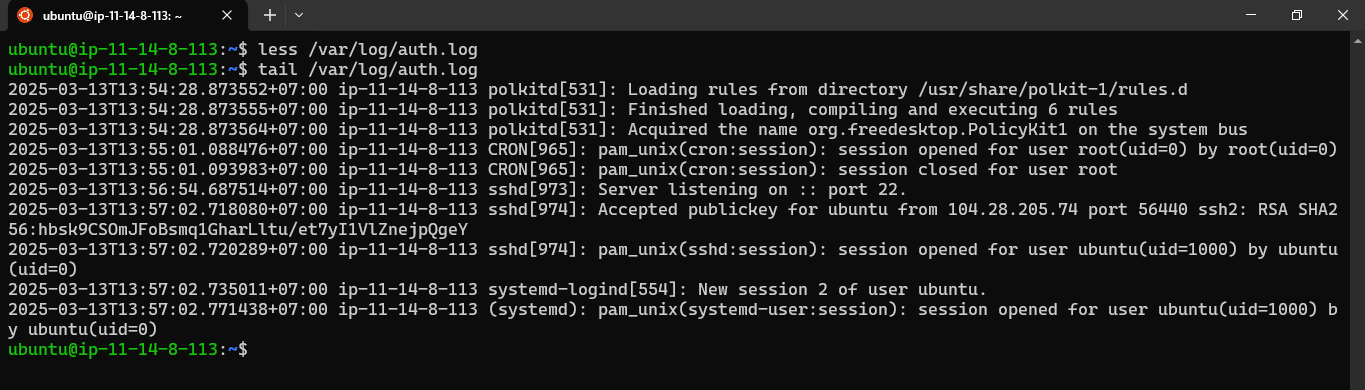 ubuntu@ip-11-14-8-113: ~
ubuntu@ip-11-14-8-113:~$ less /var/log/auth.log
ubuntu@ip-11-14-8-113:~$ tail /var/log/auth.log
2025-03-13T13:54:28.873552+07:00 ip-11-14-8-113 polkitd[531]: Loading rules from directory /usr/share/polkit-1/rules.d
2025-03-13T13:54:28.873555+07:00 ip-11-14-8-113 polkitd[531]: Finished loading, compiling and executing 6 rules
2025-03-13T13:54:28.873564+07:00 ip-11-14-8-113 polkitd[531]: Acquired the name org.freedesktop.PolicyKit1 on the system bus
2025-03-13T13:55:01.088476+07:00 ip-11-14-8-113 CRON[965]: pam_unix(cron:session): session opened for user root(uid=0) by root(uid=0)
2025-03-13T13:55:01.093983+07:00 ip-11-14-8-113 CRON[965]: pam_unix(cron:session): session closed for user root
2025-03-13T13:56:54.687514+07:00 ip-11-14-8-113 sshd[973]: Server listening on :: port 22.
2025-03-13T13:57:02.718080+07:00 ip-11-14-8-113 sshd[974]: Accepted publickey for ubuntu from 104.28.205.74 port 56440 ssh2: RSA SHA2
56:hbsk9CSOmJFoBsmq1GharLltu/et7yI1VlZnejpQgeY
2025-03-13T13:57:02.720289+07:00 ip-11-14-8-113 sshd[974]: pam_unix(sshd:session): session opened for user ubuntu(uid=1000) by ubuntu
(uid=0)
2025-03-13T13:57:02.735011+07:00 ip-11-14-8-113 systemd-logind[554]: New session 2 of user ubuntu.
2025-03-13T13:57:02.771438+07:00 ip-11-14-8-113 (systemd): pam_unix(systemd-user:session): session opened for user ubuntu(uid=1000) b
y ubuntu(uid=0)
ubuntu@ip-11-14-8-113:~$